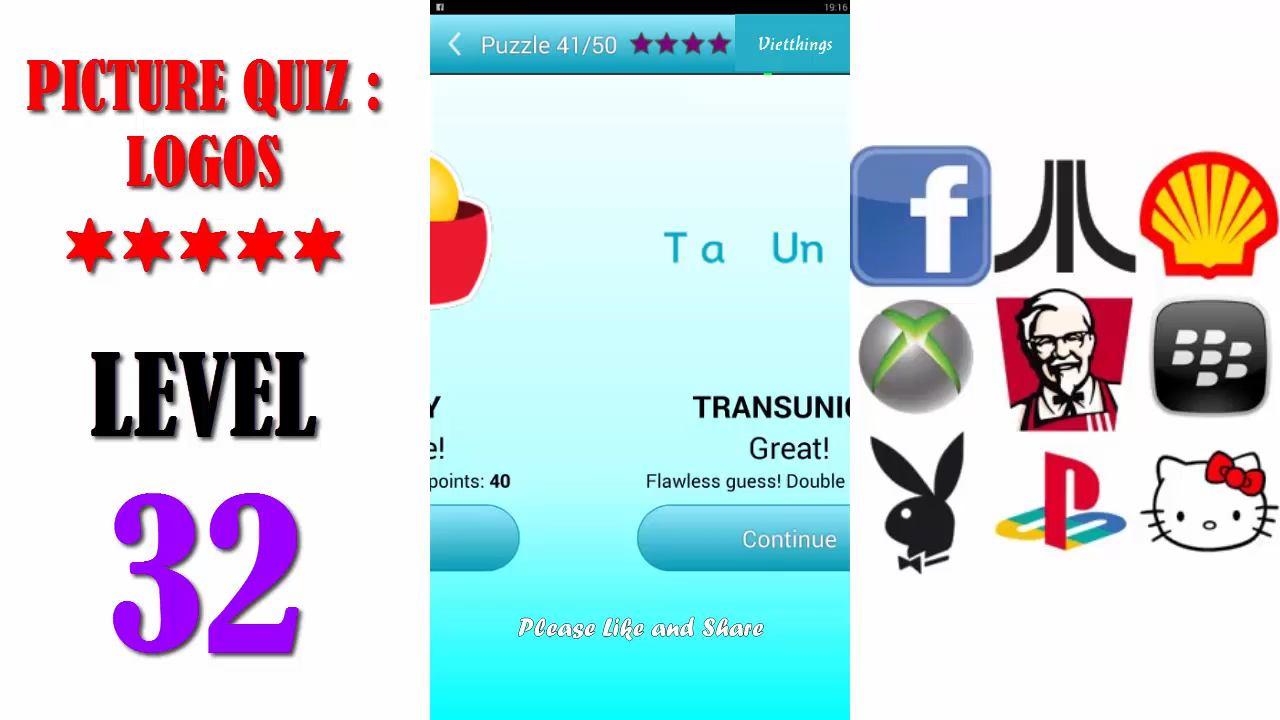 PICTURE QUIZ :
LOGOS
LEVEL
32
19:16
Puzzle 41/50
Vietthings
T a Un
Y TRANSUNIO
e! Great!
points: 40 Flawless guess! Double
Continue
Please Like and Share
f